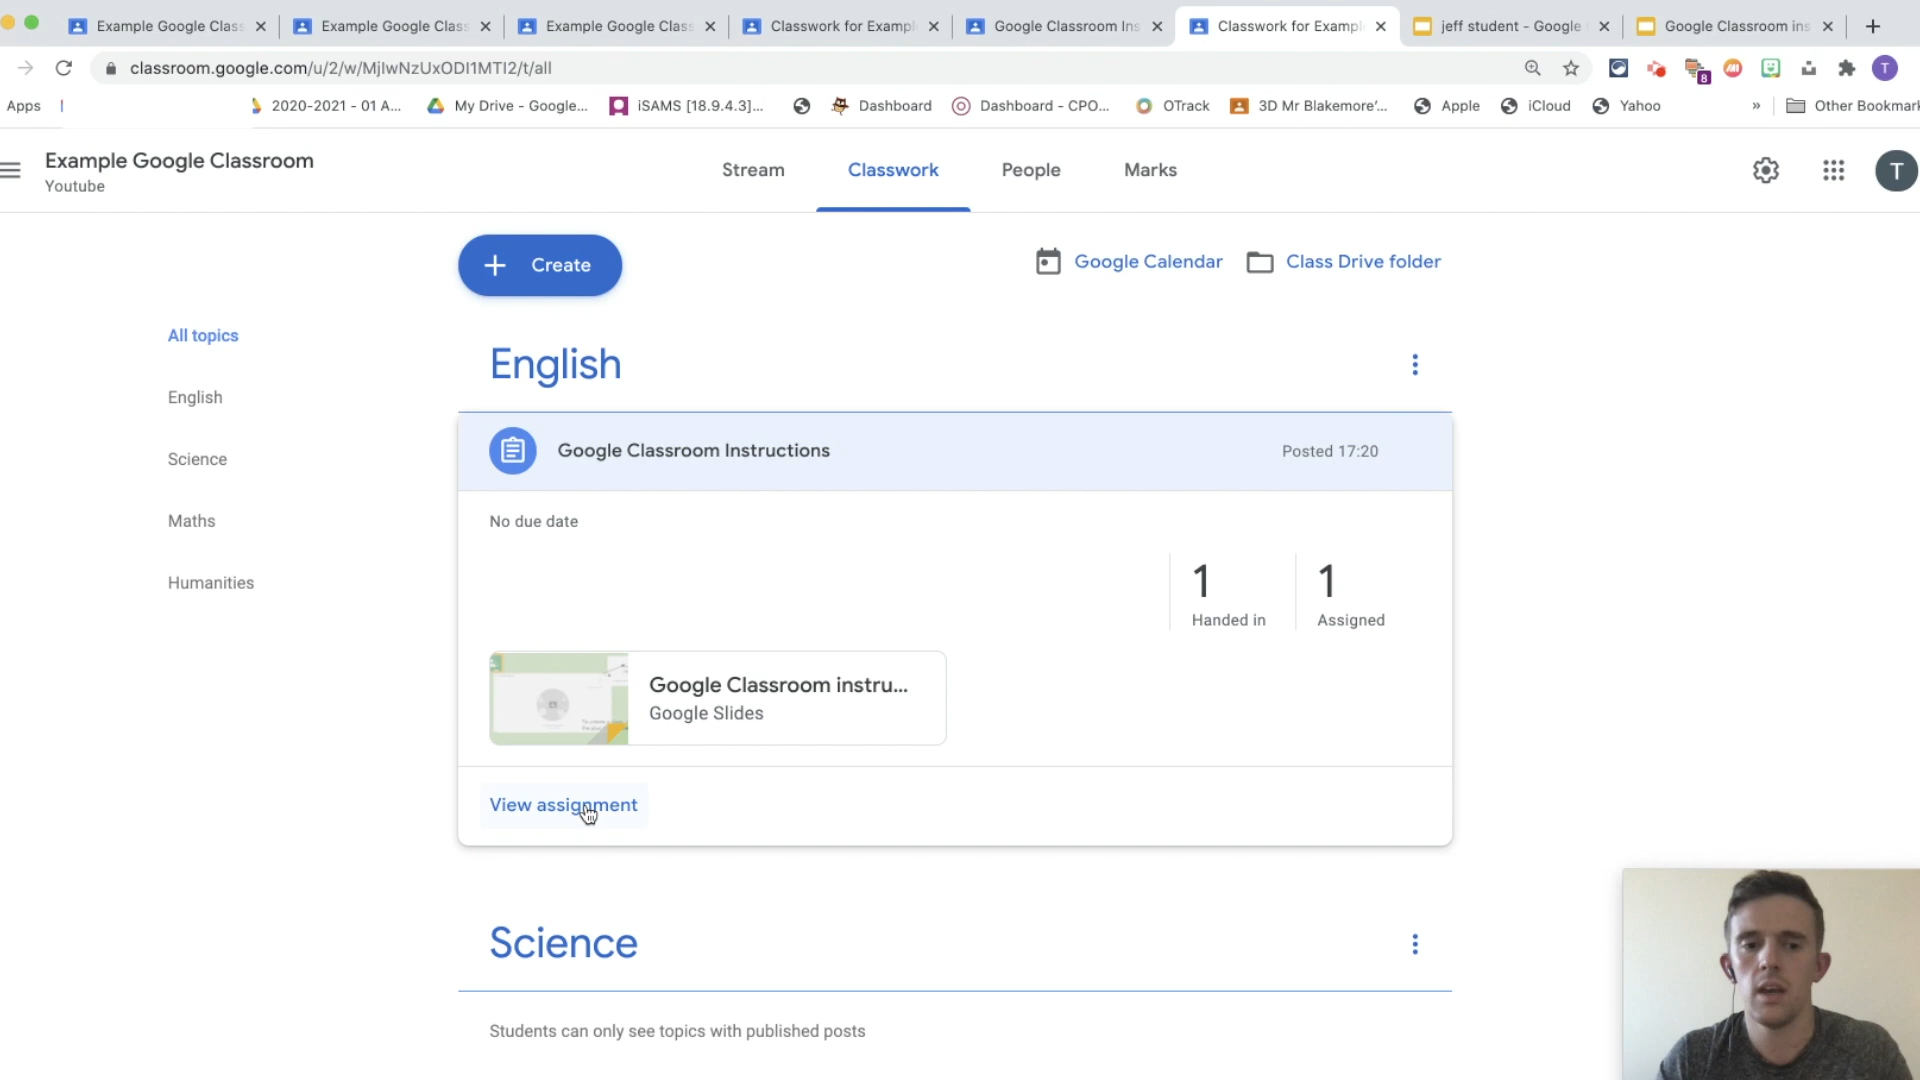 Example Google Class
Example Google Class
Example Google Class
Classwork for Exampl
Google Classroom Ins
Classwork for Exampl
jeff student - Google
Google Classroom ins
classroom.google.com/u/2/w/MjIwNzUxODI1MTI2/t/all
8
T
Apps
2020-2021 - 01 A...
My Drive - Google...
iSAMS [18.9.4.3]...
Dashboard
Dashboard - CPO...
OTrack
3D Mr Blakemore'...
Apple
iCloud
Yahoo
»
Other Bookmark
Example Google Classroom
Youtube
Stream
Classwork
People
Marks
T
Create
Google Calendar
Class Drive folder
All topics
English
Science
Maths
Humanities
English
Google Classroom Instructions
Posted 17:20
No due date
1
Handed in
1
Assigned
Google Classroom instru...
Google Slides
View assignment
Science
Students can only see topics with published posts